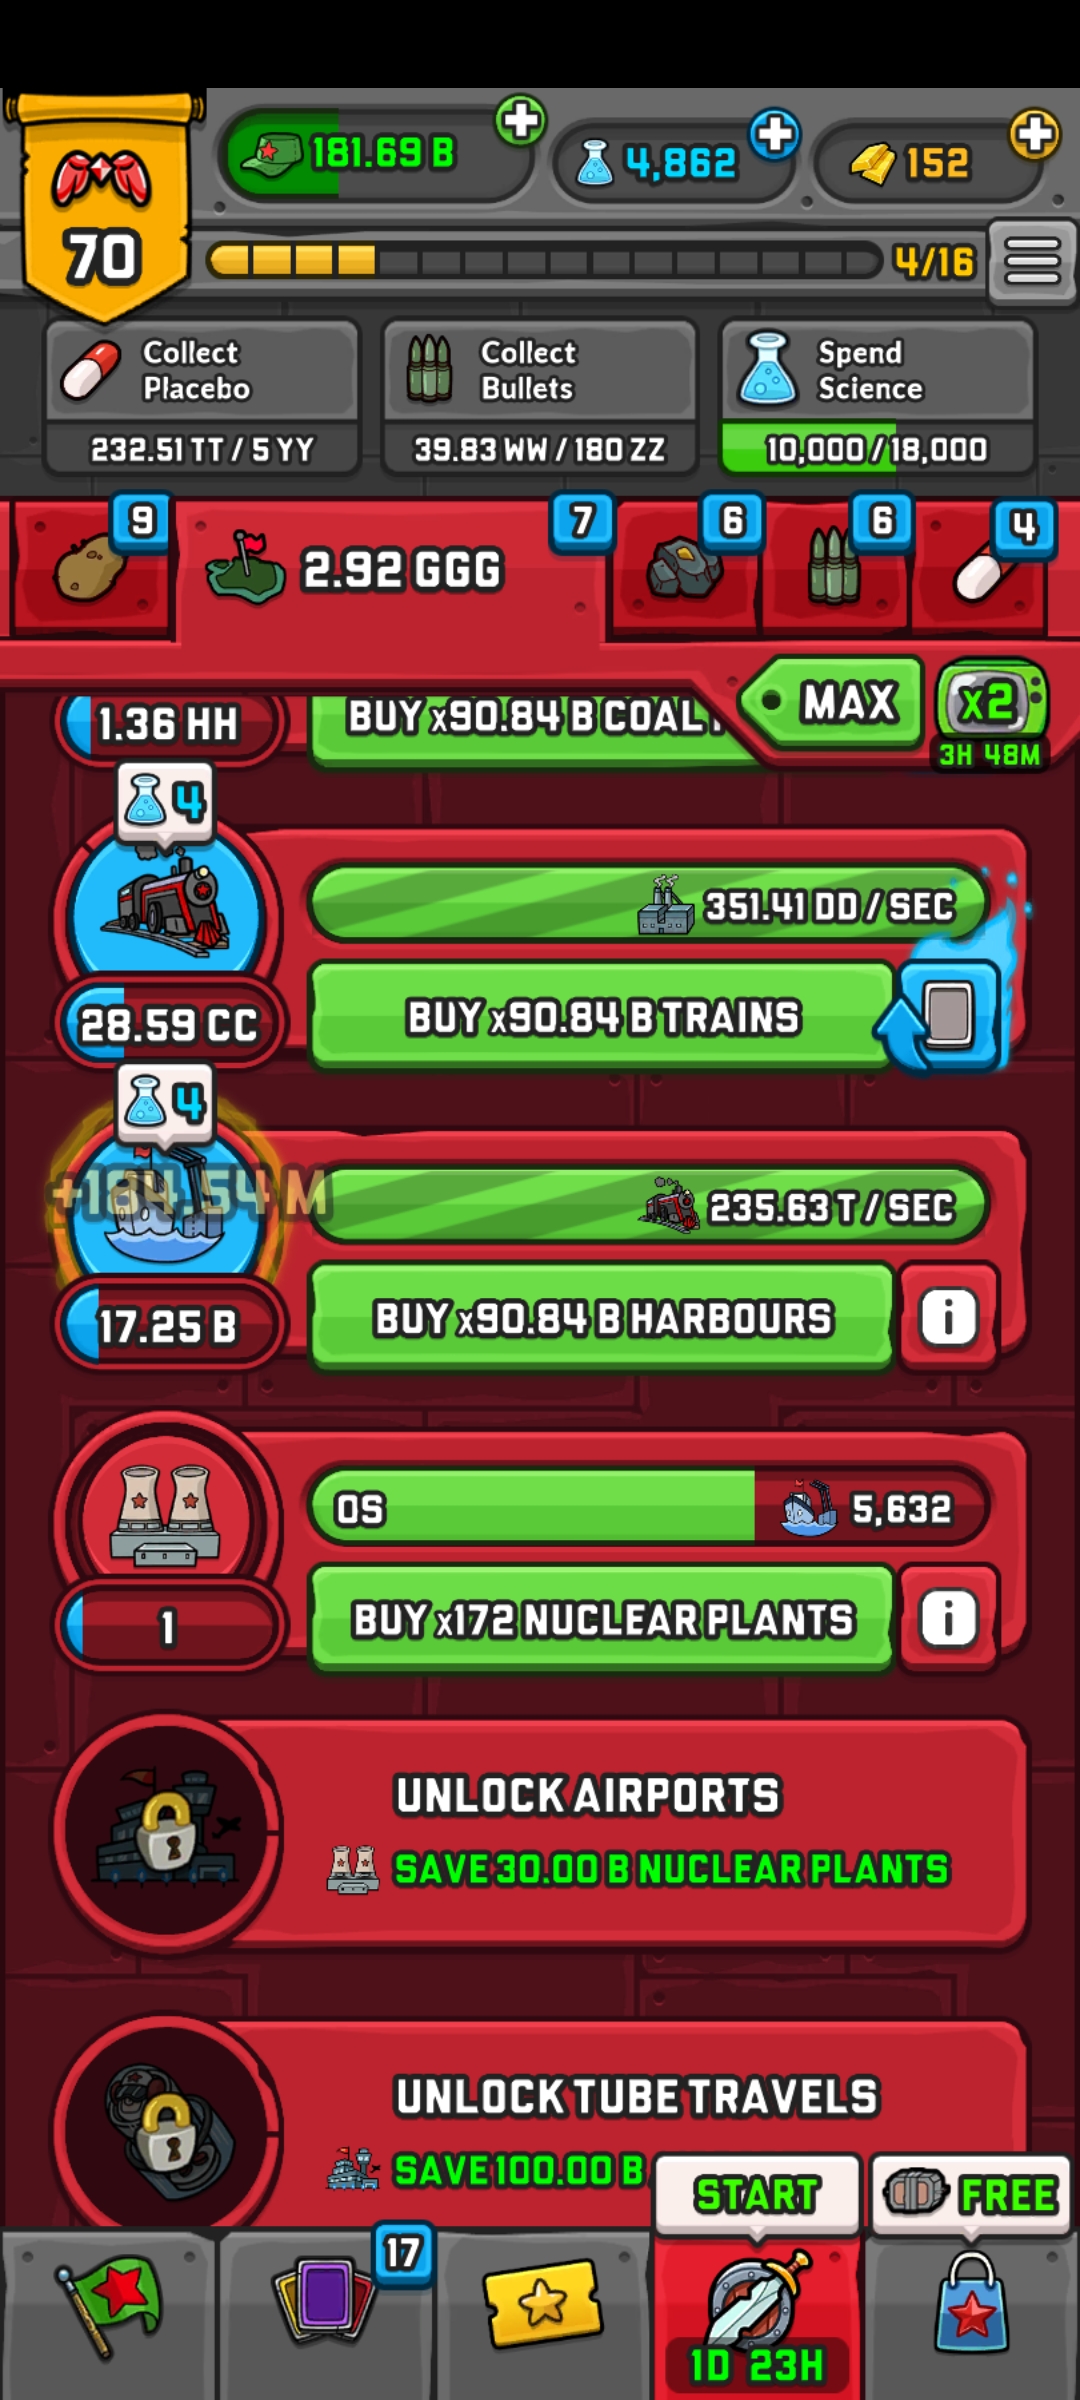 181.69 B
4,862
152
70
4/16
Collect
Placebo
232.51 TT / 5 YY
Collect
Bullets
39.83 WW / 180 ZZ
Spend
Science
10,000 / 18,000
9
2.92 GGG
7
6
6
4
MAX
x2
3H 48M
1.36 HH
BUY x90.84 B COAL
4
351.41 DD / SEC
28.59 CC
BUY x90.84 B TRAINS
4
+184.54 M
235.63 T / SEC
17.25 B
BUY x90.84 B HARBOURS
i
0S
5,632
1
BUY x172 NUCLEAR PLANTS
i
UNLOCK AIRPORTS
SAVE 30.00 B NUCLEAR PLANTS
UNLOCK TUBE TRAVELS
SAVE 100.00 B
START
FREE
17
1D 23H